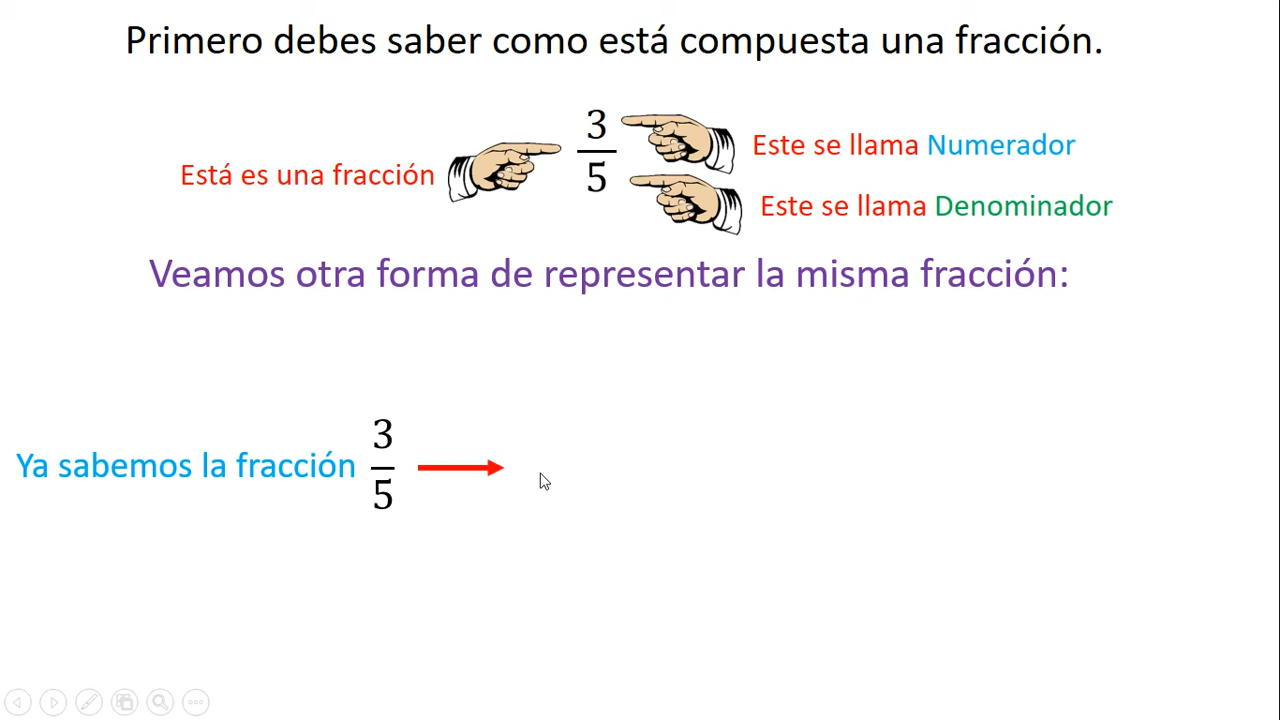 Primero debes saber como está compuesta una fracción.
Está es una fracción
3
5
Este se llama Numerador
Este se llama Denominador
Veamos otra forma de representar la misma fracción:
Ya sabemos la fracción
3
5